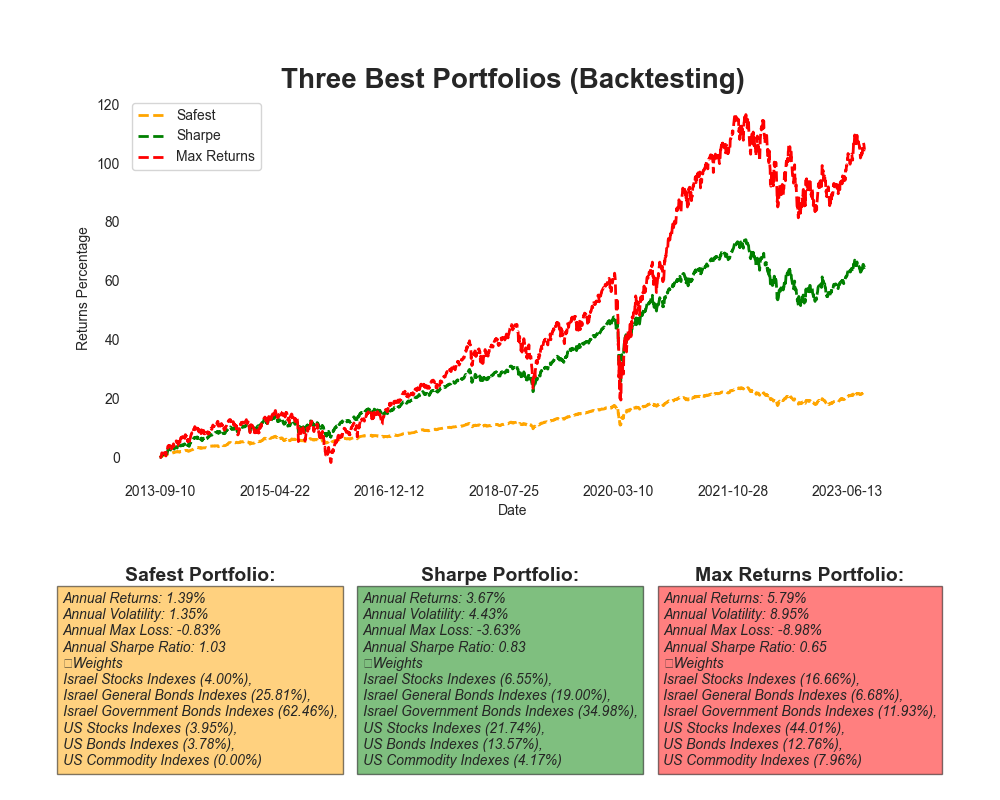 Three Best Portfolios (Backtesting)
Safest
Sharpe
Max Returns
120
100
80
60
40
20
0
Returns Percentage
2013-09-10 2015-04-22 2016-12-12 2018-07-25 2020-03-10 2021-10-28 2023-06-13
Date
Safest Portfolio:
Annual Returns: 1.39%
Annual Volatility: 1.35%
Annual Max Loss: -0.83%
Annual Sharpe Ratio: 1.03
Weights
Israel Stocks Indexes (4.00%),
Israel General Bonds Indexes (25.81%),
Israel Government Bonds Indexes (62.46%),
US Stocks Indexes (3.95%),
US Bonds Indexes (3.78%),
US Commodity Indexes (0.00%)
Sharpe Portfolio:
Annual Returns: 3.67%
Annual Volatility: 4.43%
Annual Max Loss: -3.63%
Annual Sharpe Ratio: 0.83
Weights
Israel Stocks Indexes (6.55%),
Israel General Bonds Indexes (19.00%),
Israel Government Bonds Indexes (34.98%),
US Stocks Indexes (21.74%),
US Bonds Indexes (13.57%),
US Commodity Indexes (4.17%)
Max Returns Portfolio:
Annual Returns: 5.79%
Annual Volatility: 8.95%
Annual Max Loss: -8.98%
Annual Sharpe Ratio: 0.65
Weights
Israel Stocks Indexes (16.66%),
Israel General Bonds Indexes (6.68%),
Israel Government Bonds Indexes (11.93%),
US Stocks Indexes (44.01%),
US Bonds Indexes (12.76%),
US Commodity Indexes (7.96%)